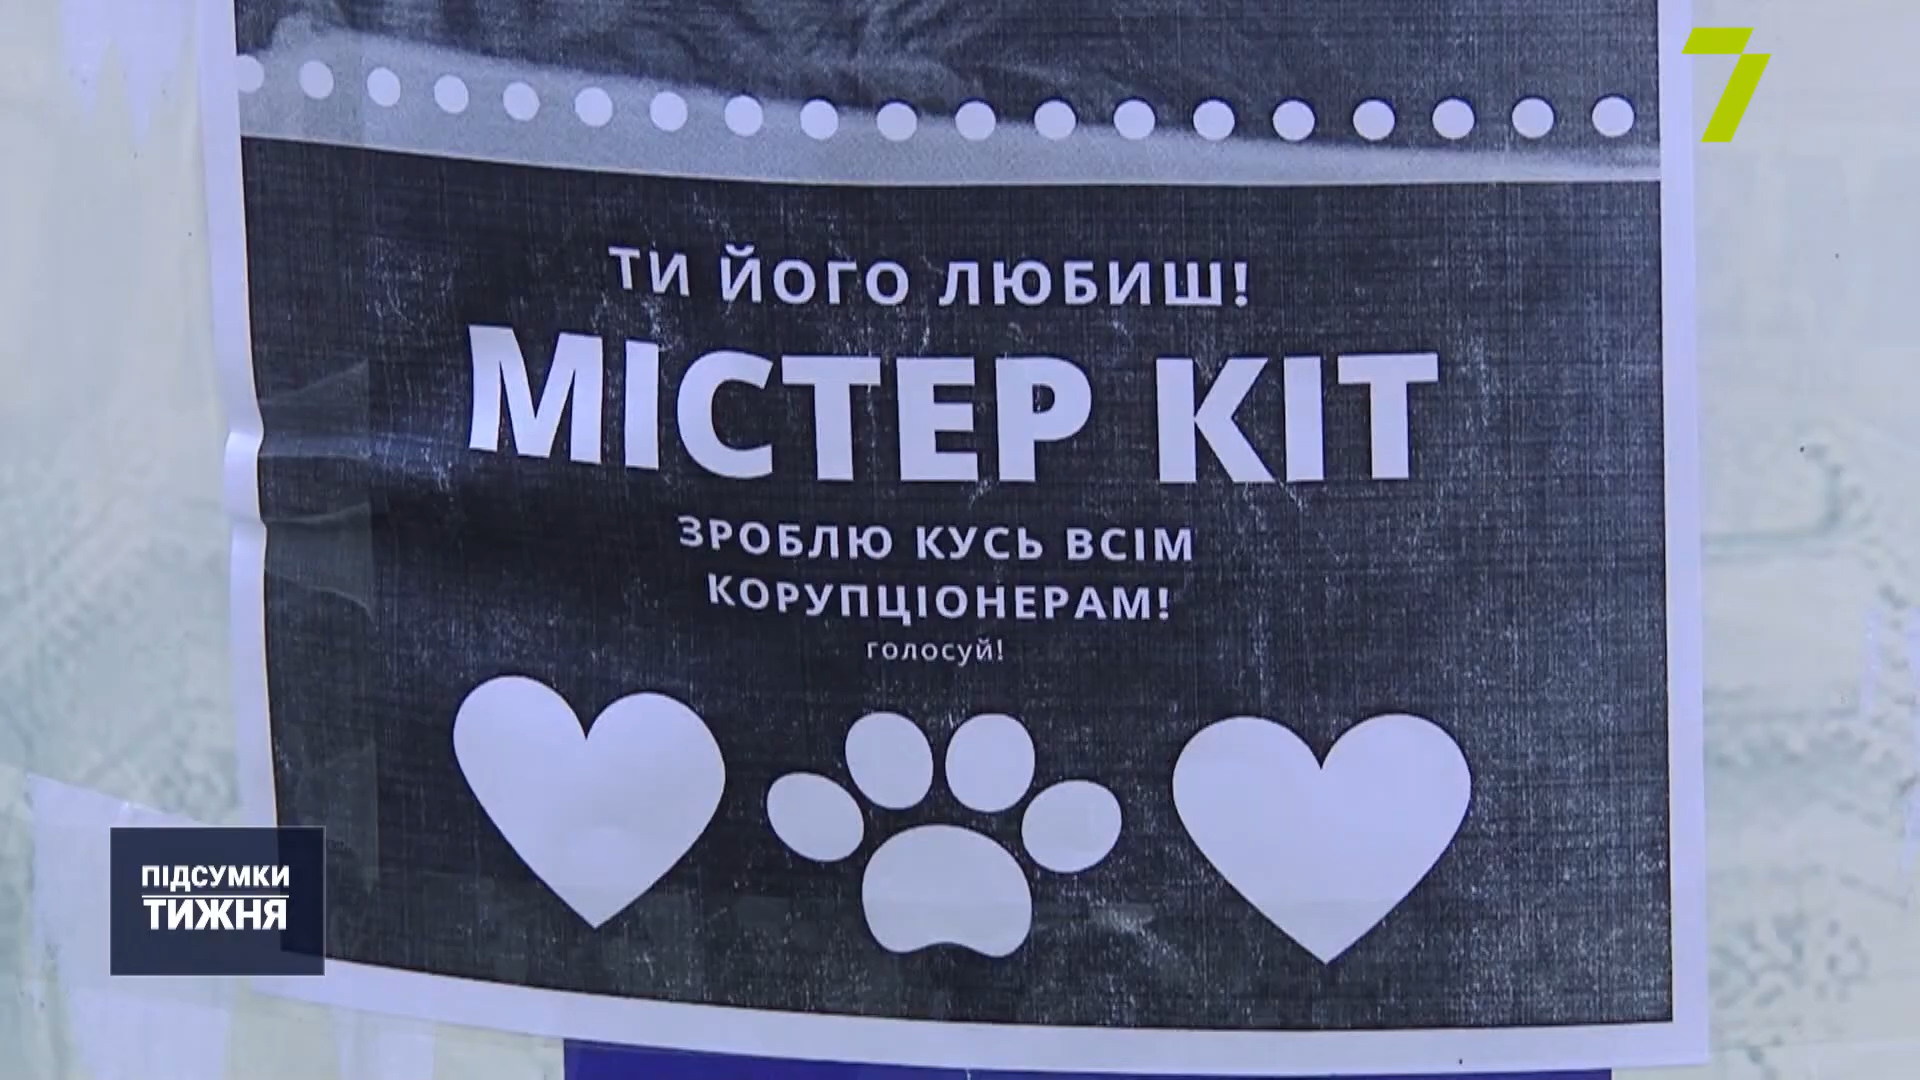 7
ТИ ЙОГО ЛЮБИШ!
МІСТЕР КІТ
ЗРОБЛЮ КУСЬ ВСІМ
КОРУПЦІОНЕРАМ!
голосуй!
ПІДСУМКИ
ТИЖНЯ